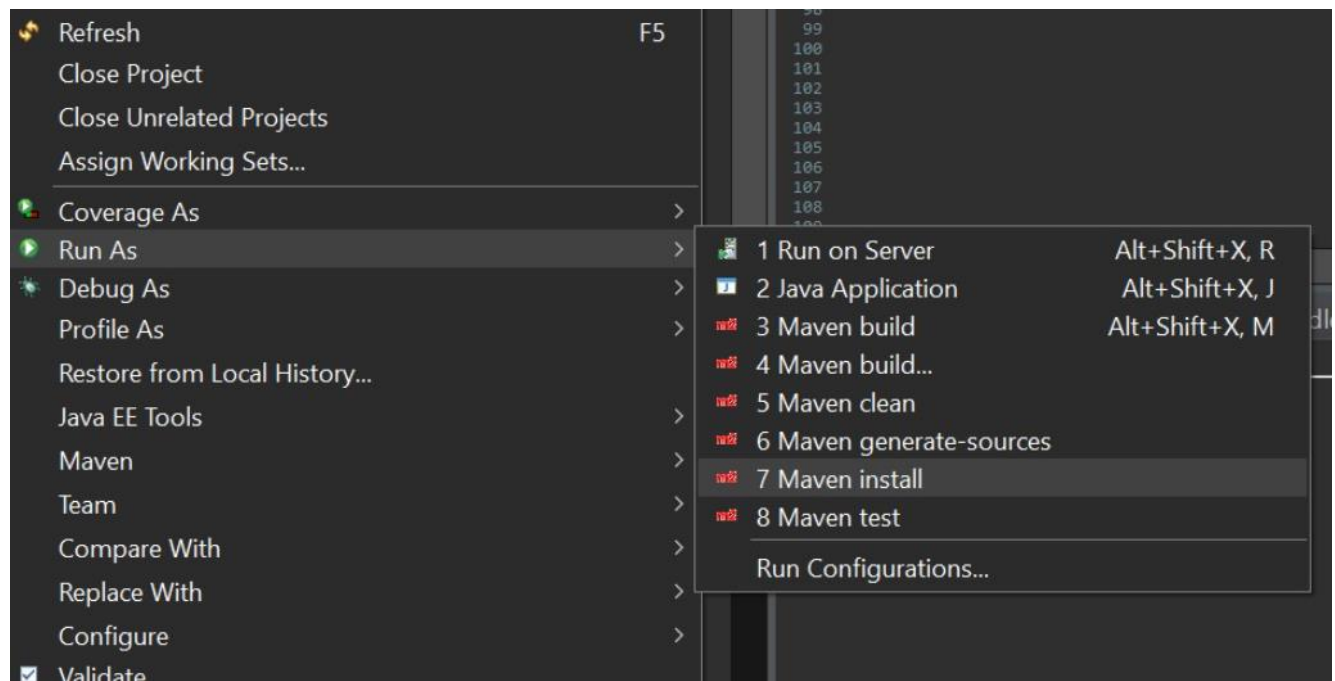 Refresh F5
Close Project
Close Unrelated Projects
Assign Working Sets...
Coverage As
Run As
Debug As
Profile As
Restore from Local History...
Java EE Tools
Maven
Team
Compare With
Replace With
Configure
Validate
98
99
100
101
102
103
104
105
106
107
108
109
1 Run on Server Alt+Shift+X, R
2 Java Application Alt+Shift+X, J
3 Maven build Alt+Shift+X, M
4 Maven build...
5 Maven clean
6 Maven generate-sources
7 Maven install
8 Maven test
Run Configurations...